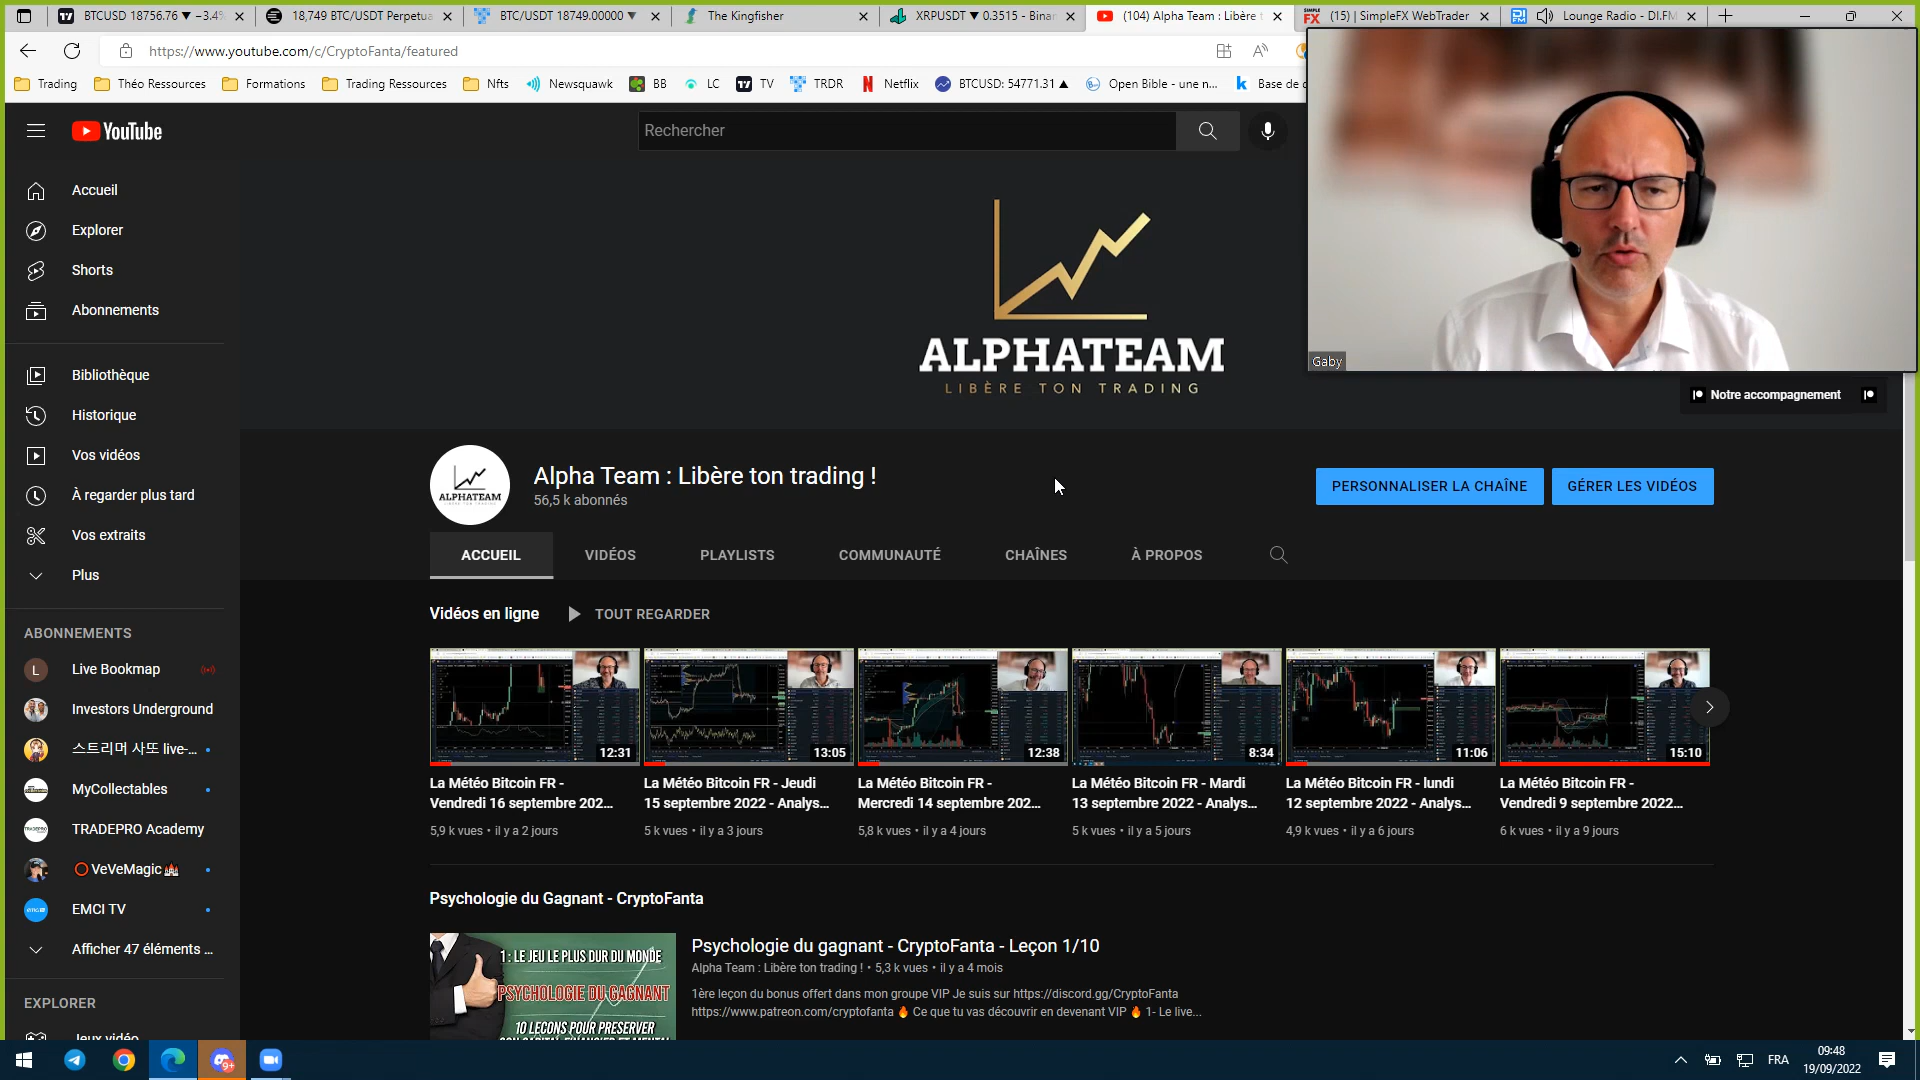 BTCUSD 18756.76 ▼ −3.4%
18,749 BTC/USDT Perpetua
BTC/USDT 18749.00000 ▼
The Kingfisher
XRPUSDT ▼ 0.3515 - Binan
(104) Alpha Team : Libère t
(15) | SimpleFX WebTrader
Lounge Radio - DI.FM
https://www.youtube.com/c/CryptoFanta/featured
Trading
Théo Ressources
Formations
Trading Ressources
Nfts
Newsquawk
BB
LC
TV
TRDR
Netflix
BTCUSD: 54771.31 ▲
Open Bible - une n...
Base de
YouTube
Rechercher
Accueil
Explorer
Shorts
Abonnements
Bibliothèque
Historique
Vos vidéos
À regarder plus tard
Vos extraits
Plus
ABONNEMENTS
L
Live Bookmap
Investors Underground
스트리머 사또 live-...
MyCollectables
TRADEPRO Academy
VeVeMagic
EMCI TV
Afficher 47 éléments ...
EXPLORER
Jeux vidéo
ALPHATEAM
LIBÈRE TON TRADING
Gaby
Notre accompagnement
ALPHATEAM
Alpha Team : Libère ton trading !
56,5 k abonnés
PERSONNALISER LA CHAÎNE
GÉRER LES VIDÉOS
ACCUEIL
VIDÉOS
PLAYLISTS
COMMUNAUTÉ
CHAÎNES
À PROPOS
Vidéos en ligne
TOUT REGARDER
12:31
13:05
12:38
8:34
11:06
15:10
La Météo Bitcoin FR -
Vendredi 16 septembre 202...
5,9 k vues • il y a 2 jours
La Météo Bitcoin FR - Jeudi
15 septembre 2022 - Analys...
5 k vues • il y a 3 jours
La Météo Bitcoin FR -
Mercredi 14 septembre 202...
5,8 k vues • il y a 4 jours
La Météo Bitcoin FR - Mardi
13 septembre 2022 - Analys...
5 k vues • il y a 5 jours
La Météo Bitcoin FR - lundi
12 septembre 2022 - Analys...
4,9 k vues • il y a 6 jours
La Météo Bitcoin FR -
Vendredi 9 septembre 2022...
6 k vues • il y a 9 jours
Psychologie du Gagnant - CryptoFanta
1: LE JEU LE PLUS DUR DU MONDE
PSYCHOLOGIE DU GAGNANT
10 LECONS POUR PRESERVER
SON CAPITAL FINANCIER ET MENTAL
Psychologie du gagnant - CryptoFanta - Leçon 1/10
Alpha Team : Libère ton trading ! • 5,3 k vues • il y a 4 mois
1ère leçon du bonus offert dans mon groupe VIP Je suis sur https://discord.gg/CryptoFanta
https://www.patreon.com/cryptofanta 🔥 Ce que tu vas découvrir en devenant VIP 🔥 1- Le live...
9+
FRA
09:48
19/09/2022